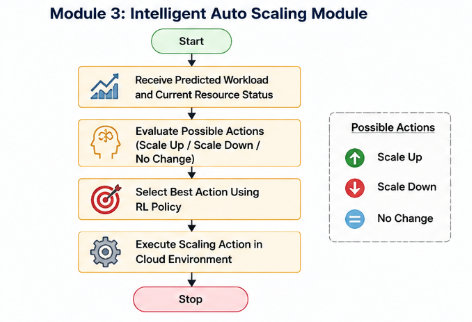 Module 3: Intelligent Auto Scaling Module
Start
Receive Predicted Workload
and Current Resource Status
Evaluate Possible Actions
(Scale Up / Scale Down /
No Change)
Select Best Action Using
RL Policy
Execute Scaling Action in
Cloud Environment
Stop
Possible Actions
Scale Up
Scale Down
No Change